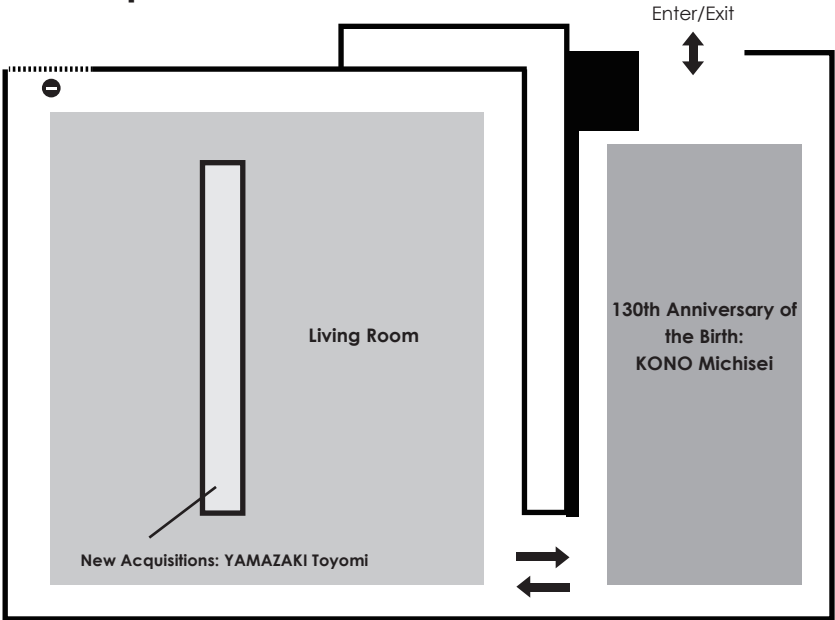 Enter/Exit
130th Anniversary of
the Birth:
KONO Michisei
Living Room
New Acquisitions: YAMAZAKI Toyomi